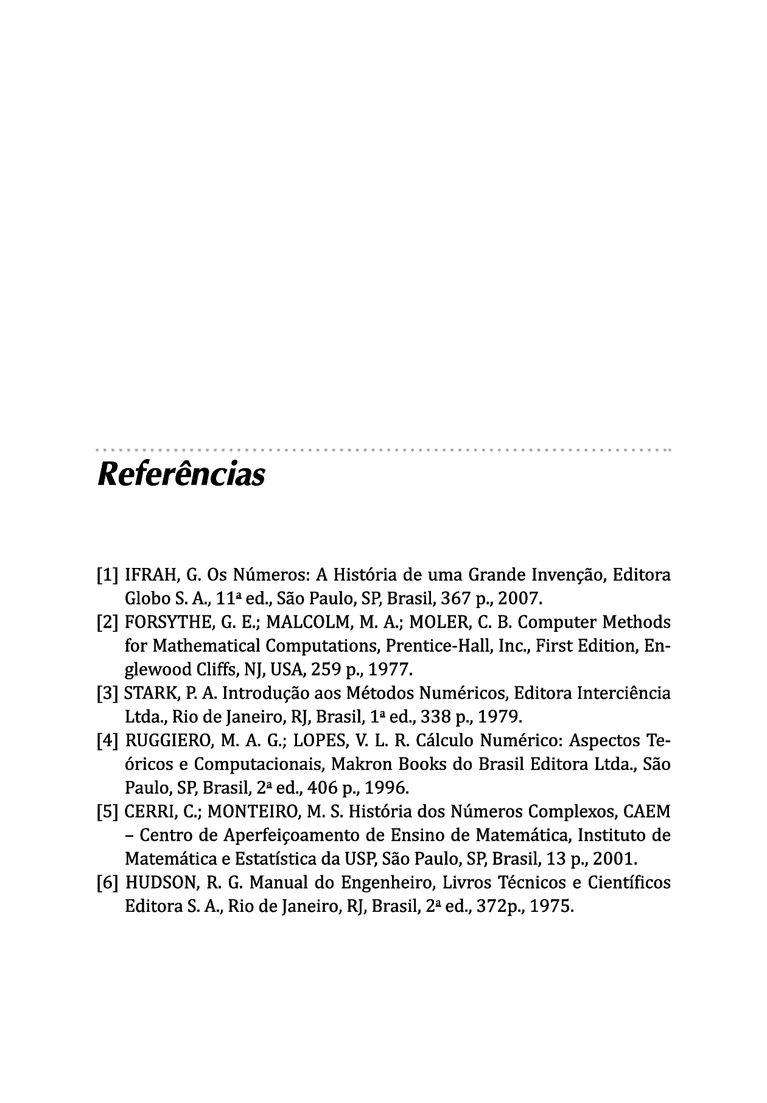 Referências
[1] IFRAH, G. Os Números: A História de uma Grande Invenção, Editora
Globo S. A., 11ª ed., São Paulo, SP, Brasil, 367 p., 2007.
[2] FORSYTHE, G. E.; MALCOLM, M. A.; MOLER, C. B. Computer Methods
for Mathematical Computations, Prentice-Hall, Inc., First Edition, En-
glewood Cliffs, NJ, USA, 259 p., 1977.
[3] STARK, P. A. Introdução aos Métodos Numéricos, Editora Interciência
Ltda., Rio de Janeiro, RJ, Brasil, 1ª ed., 338 p., 1979.
[4] RUGGIERO, M. A. G.; LOPES, V. L. R. Cálculo Numérico: Aspectos Te-
óricos e Computacionais, Makron Books do Brasil Editora Ltda., São
Paulo, SP, Brasil, 2ª ed., 406 p., 1996.
[5] CERRI, C.; MONTEIRO, M. S. História dos Números Complexos, CAEM
– Centro de Aperfeiçoamento de Ensino de Matemática, Instituto de
Matemática e Estatística da USP, São Paulo, SP, Brasil, 13 p., 2001.
[6] HUDSON, R. G. Manual do Engenheiro, Livros Técnicos e Científicos
Editora S. A., Rio de Janeiro, RJ, Brasil, 2ª ed., 372p., 1975.